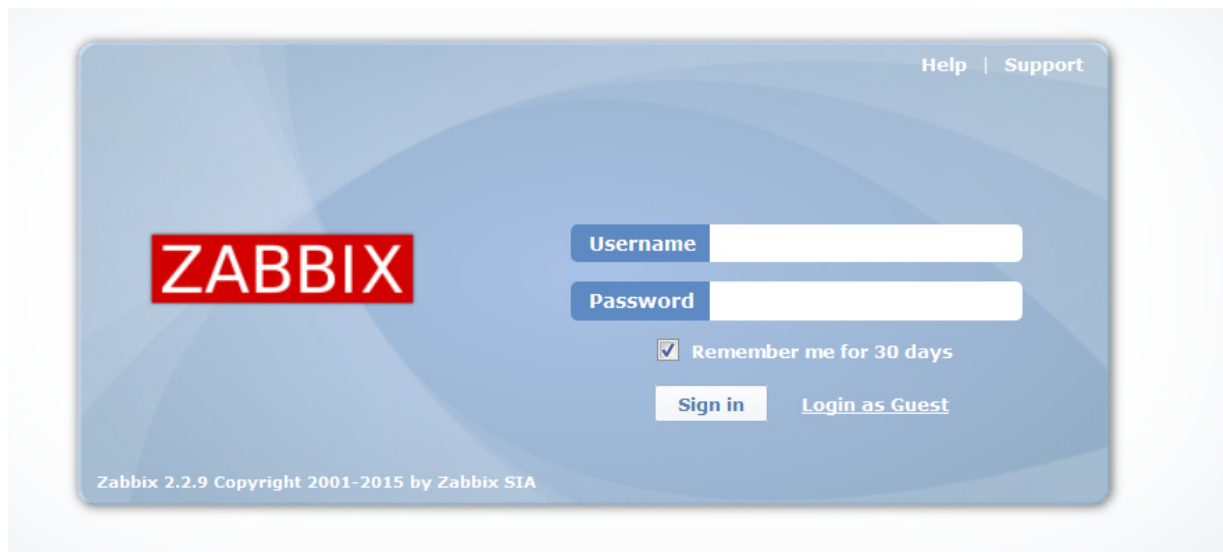 Help | Support
ZABBIX
Username
Password
Remember me for 30 days
Sign in Login as Guest
Zabbix 2.2.9 Copyright 2001-2015 by Zabbix SIA